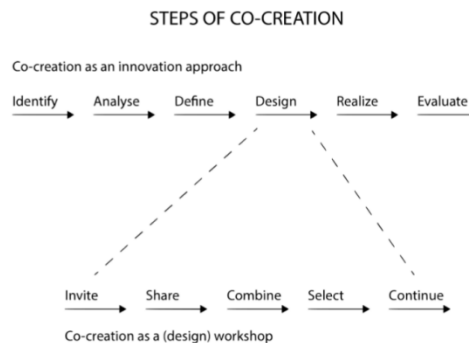 STEPS OF CO-CREATION
Co-creation as an innovation approach
Identify Analyse Define Design Realize Evaluate
Invite Share Combine Select Continue
Co-creation as a (design) workshop